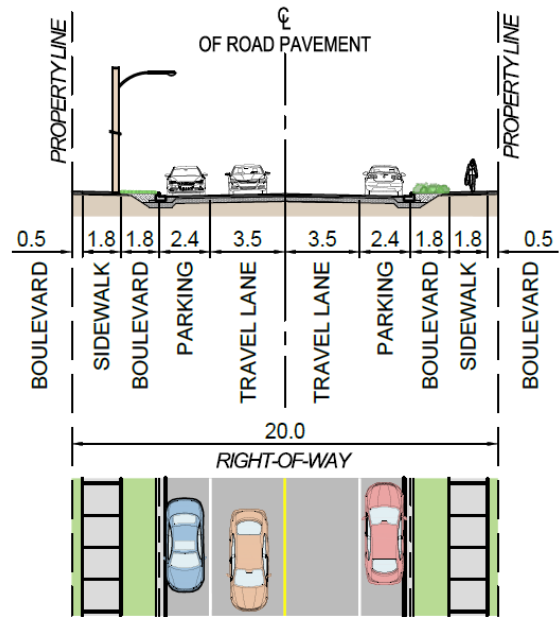 ℄
OF ROAD PAVEMENT
PROPERTY LINE
PROPERTY LINE
0.5 1.8 1.8 2.4 3.5 3.5 2.4 1.8 1.8 0.5
BOULEVARD
SIDEWALK
BOULEVARD
PARKING
TRAVEL LANE
TRAVEL LANE
PARKING
BOULEVARD
SIDEWALK
BOULEVARD
20.0
RIGHT-OF-WAY